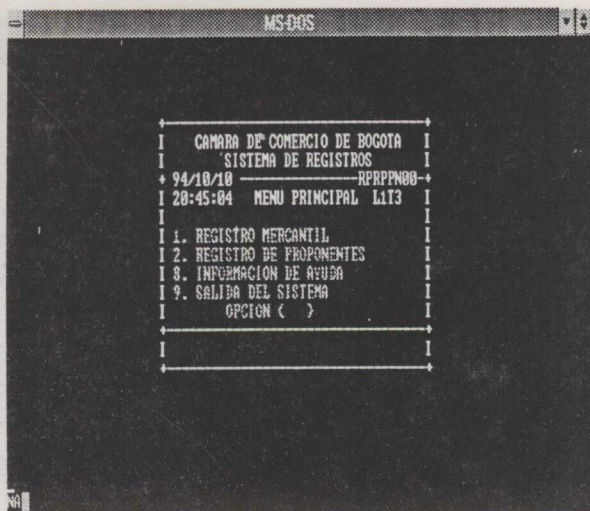 MS-DOS
CAMARA DE COMERCIO DE BOGOTA
SISTEMA DE REGISTROS
94/10/10 RPRPPN00
20:45:04 MENU PRINCIPAL L1T3
1. REGISTRO MERCANTIL
2. REGISTRO DE PROPONENTES
8. INFORMACION DE AYUDA
9. SALIDA DEL SISTEMA
OPCION ( )
NA